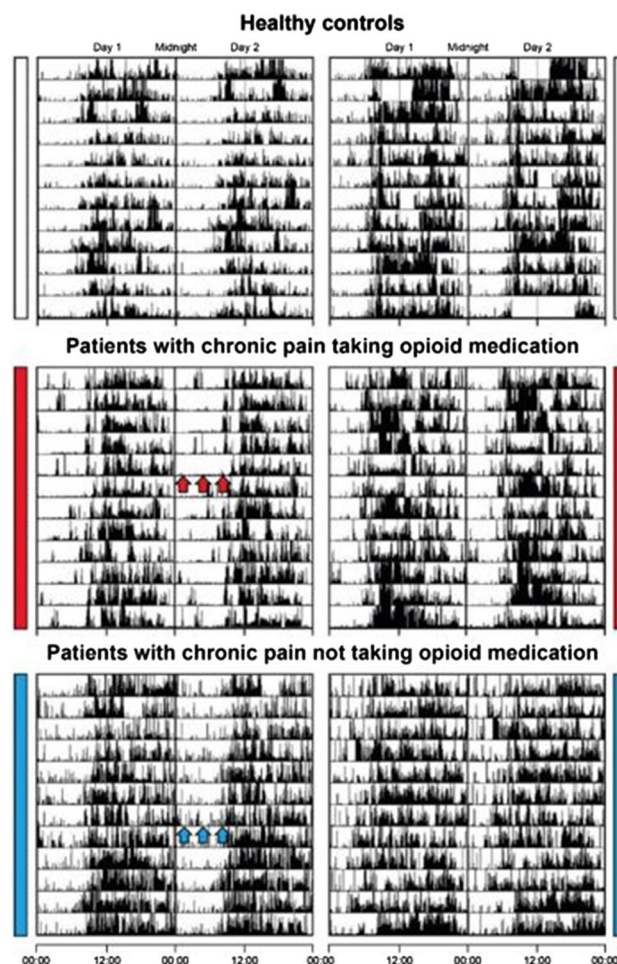 Healthy controls
Day 1 Midnight Day 2 Day 1 Midnight Day 2
Patients with chronic pain taking opioid medication
Patients with chronic pain not taking opioid medication
00:00 12:00 00:00 12:00 00:00 12:00 00:00 12:00 00:00